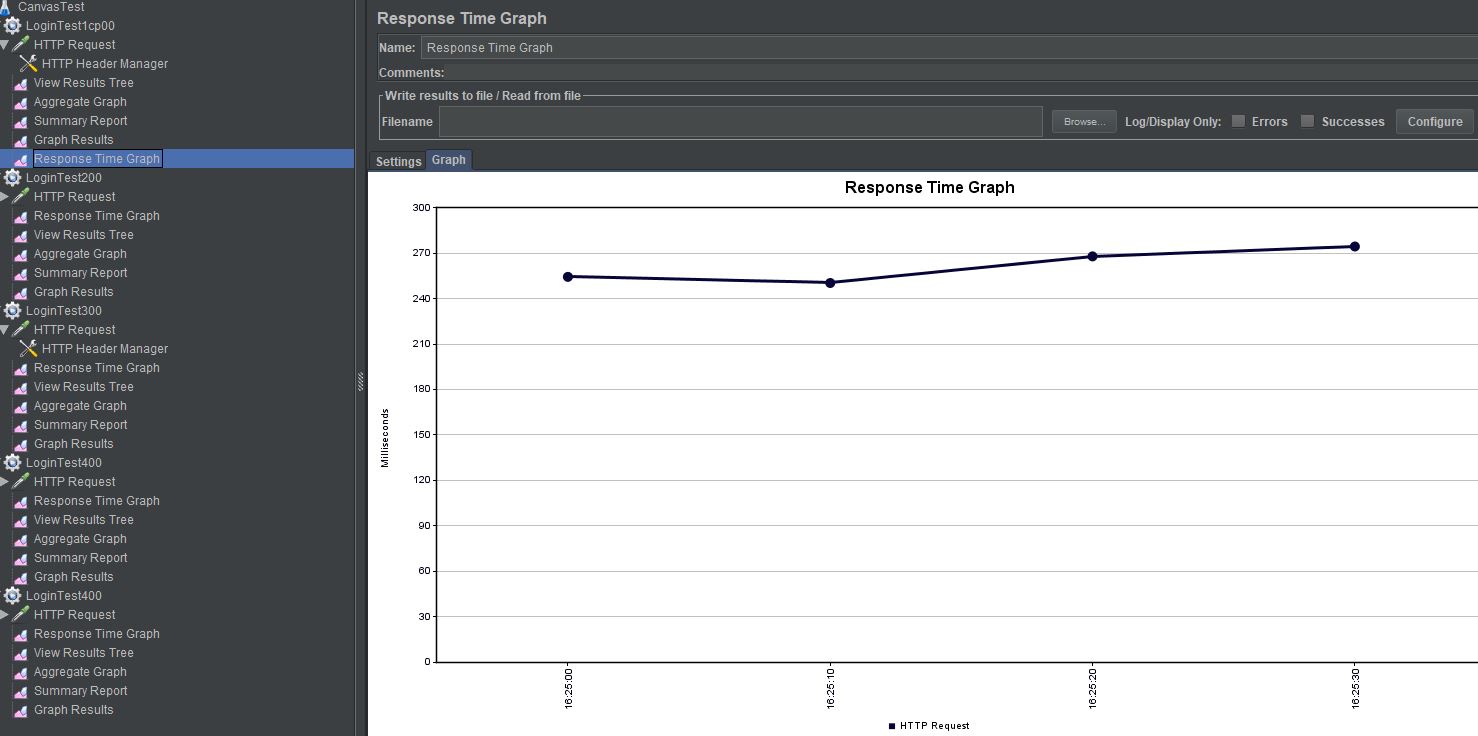 CanvasTest
LoginTest1cp00
HTTP Request
HTTP Header Manager
View Results Tree
Aggregate Graph
Summary Report
Graph Results
Response Time Graph
LoginTest200
HTTP Request
Response Time Graph
View Results Tree
Aggregate Graph
Summary Report
Graph Results
LoginTest300
HTTP Request
HTTP Header Manager
Response Time Graph
View Results Tree
Aggregate Graph
Summary Report
Graph Results
LoginTest400
HTTP Request
Response Time Graph
View Results Tree
Aggregate Graph
Summary Report
Graph Results
LoginTest400
HTTP Request
Response Time Graph
View Results Tree
Aggregate Graph
Summary Report
Graph Results
Response Time Graph
Name: Response Time Graph
Comments:
Write results to file / Read from file
Filename Browse... Log/Display Only: Errors Successes Configure
Settings Graph
Response Time Graph
300
270
240
210
180
150
120
90
60
30
0
Milliseconds
16:25:00 16:25:10 16:25:20 16:25:30
HTTP Request